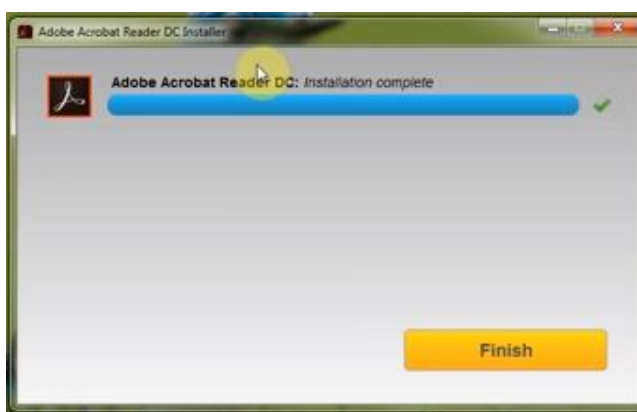 Adobe Acrobat Reader DC Installer
Adobe Acrobat Reader DC: Installation complete
Finish